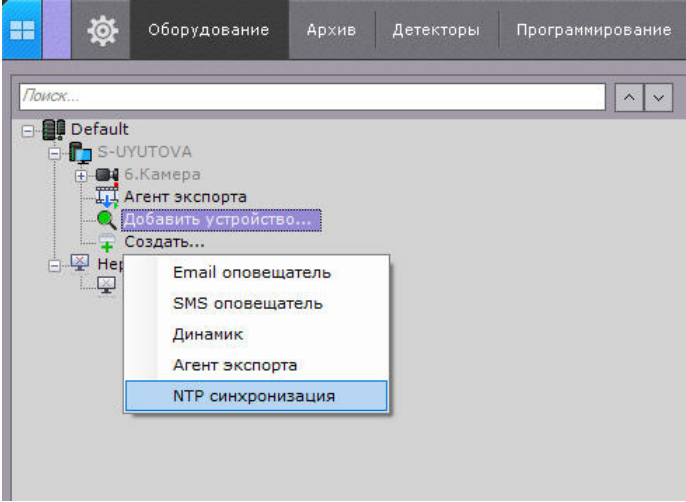 Оборудование Архив Детекторы Программирование
Поиск...
Default
S-UYUTOVA
6.Камера
Агент экспорта
Добавить устройство...
Создать...
Email оповещатель
SMS оповещатель
Динамик
Агент экспорта
NTP синхронизация